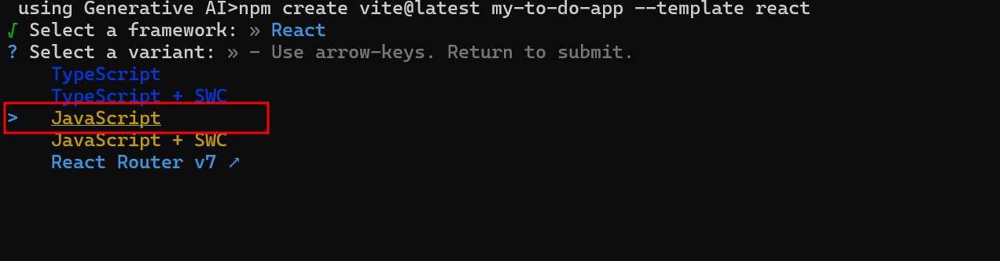 using Generative AI>npm create vite@latest my-to-do-app --template react
√ Select a framework: » React
? Select a variant: » - Use arrow-keys. Return to submit.
TypeScript
TypeScript + SWC
> JavaScript
JavaScript + SWC
React Router v7 ↗